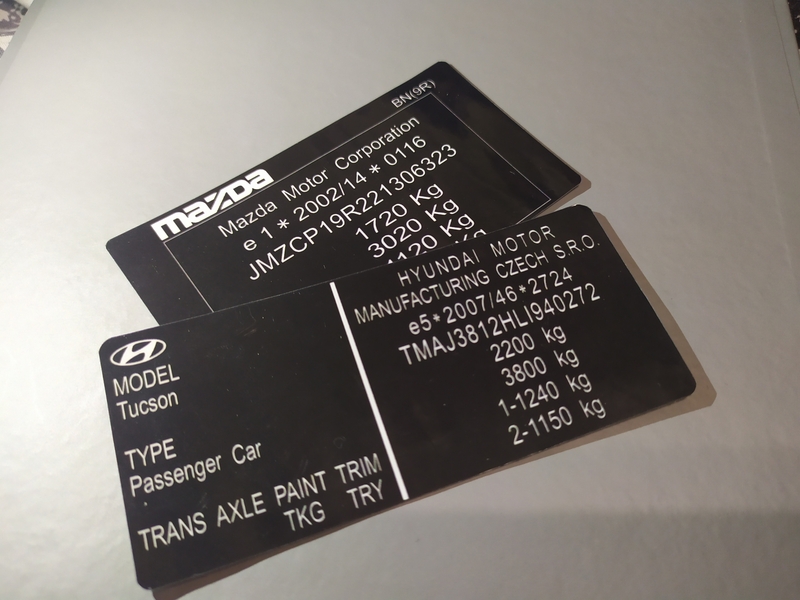 BN(9R)
mazda
Mazda Motor Corporation
e 1 * 2002/14 * 0116
JMZCP19R221306323
1720 Kg
3020 Kg
1120 Kg
HYUNDAI MOTOR
MANUFACTURING CZECH S.R.O.
e5*2007/46*2724
TMAJ3812HLI940272
2200 kg
3800 kg
1-1240 kg
2-1150 kg
MODEL
Tucson
TYPE
Passenger Car
TRANS AXLE PAINT TRIM
TKG TRY